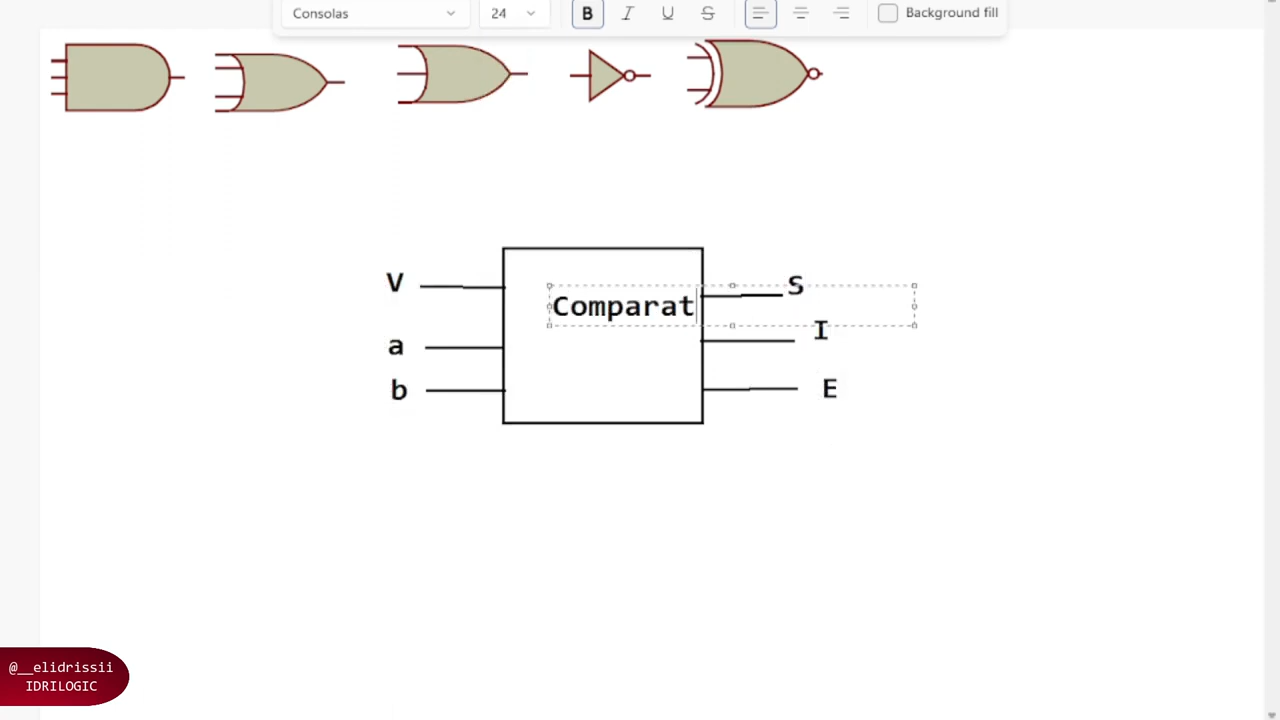 Consolas
24
B I U S
Background fill
V
S
Comparat
I
a
b
E
@__elidrissii
IDRILOGIC